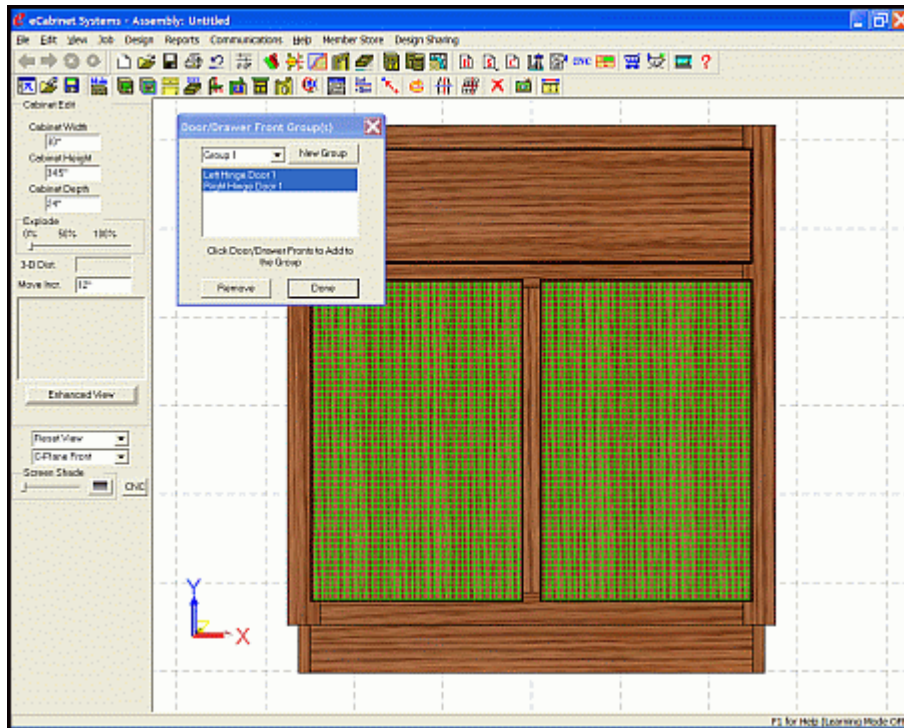 eCabinet Systems - Assembly: Untitled
File Edit View Job Design Reports Communications Help Member Store Design Sharing
CNC
Cabinet Edit
Cabinet Width
Cabinet Height
34.5"
Cabinet Depth
24"
Explode
0% 50% 100%
3-D Dist.
Move Incr. 12"
Enhanced View
Reset View
C-Plane Front
Screen Shade
CNC
Door/Drawer Front Group(s)
Group 1 New Group
Left Hinge Door 1
Right Hinge Door 1
Click Door/Drawer Fronts to Add to
the Group
Remove Done
Y
X
F1 for Help (Learning Mode Of